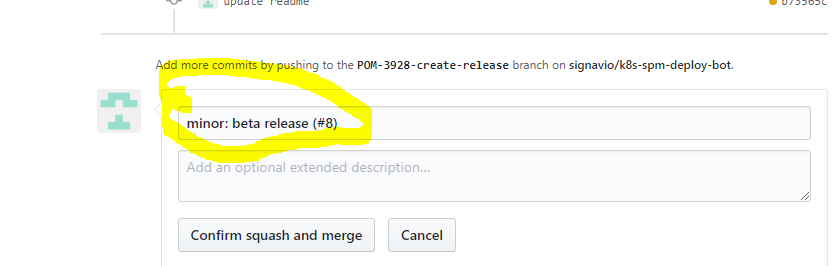 update readme b73565c
Add more commits by pushing to the POM-3928-create-release branch on signavio/k8s-spm-deploy-bot.
minor: beta release (#8)
Add an optional extended description...
Confirm squash and merge Cancel